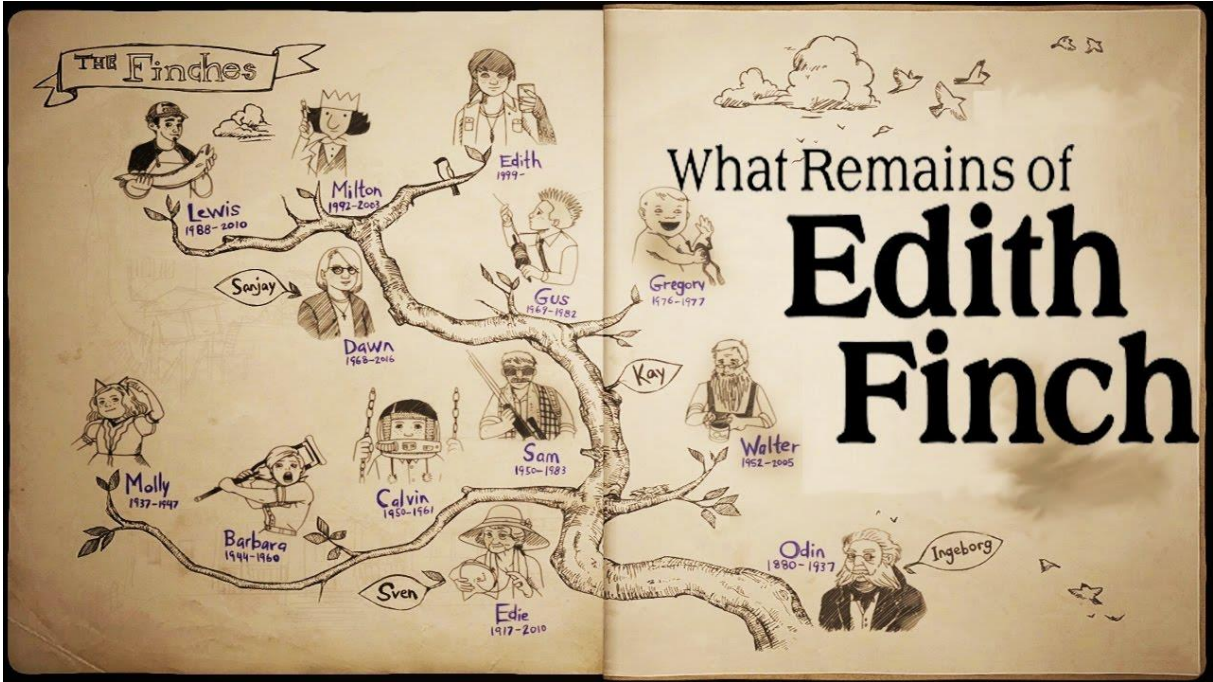 THE Finches
What Remains of
Edith
Finch
Edith
1999-
Milton
1992-2003
Lewis
1988-2010
Sanjay
Dawn
1968-2016
Gus
1969-1982
Gregory
1976-1977
Kay
Sam
1950-1983
Walter
1952-2005
Molly
1937-1947
Barbara
1944-1960
Calvin
1950-1961
Sven
Edie
1917-2010
Odin
1880-1937
Ingeborg